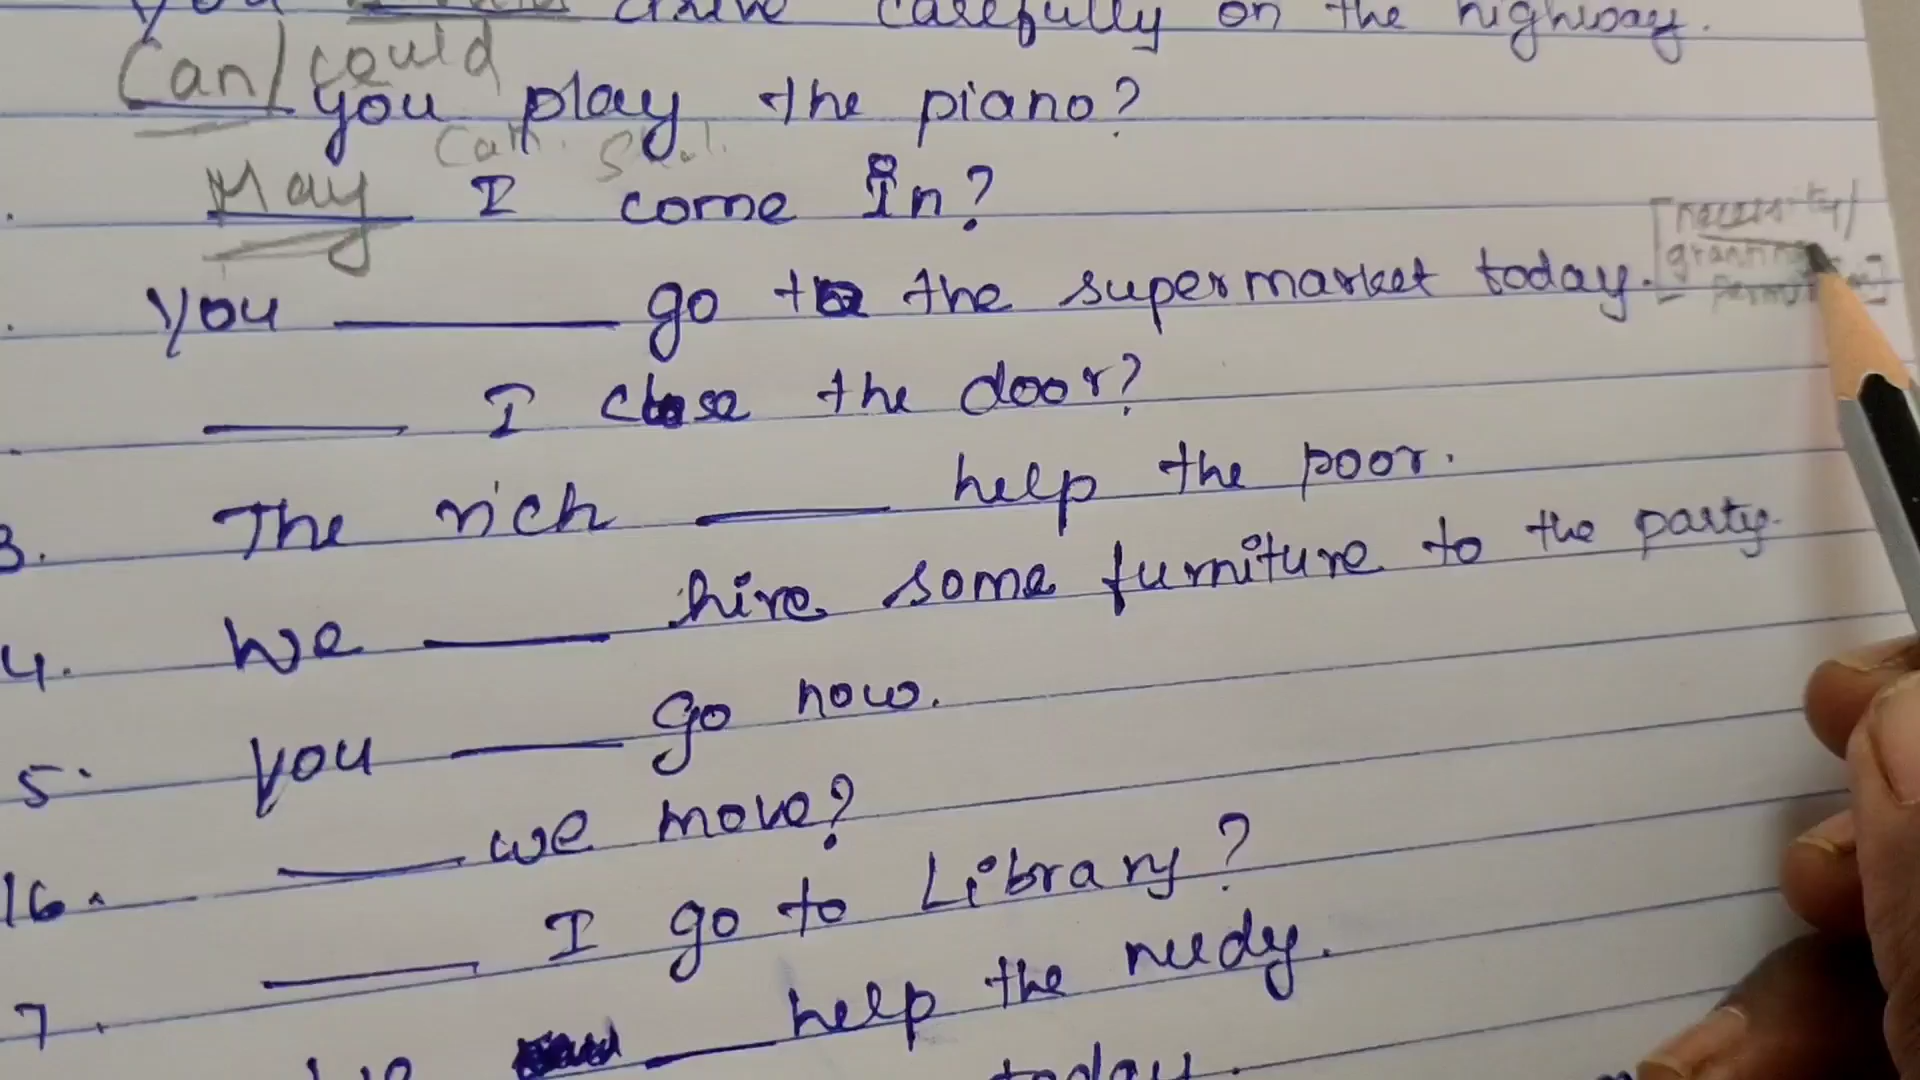 carefully on the highway.
Can/could you play the piano?
May I come In?
You ______ go to the supermarket today. [necessity/
granting
permission]
______ I close the door?
3. The rich ______ help the poor.
4. We ______ hire some furniture to the party.
5. You ______ go now.
16. ______ we move?
7. ______ I go to Library?
______ help the needy.
today.